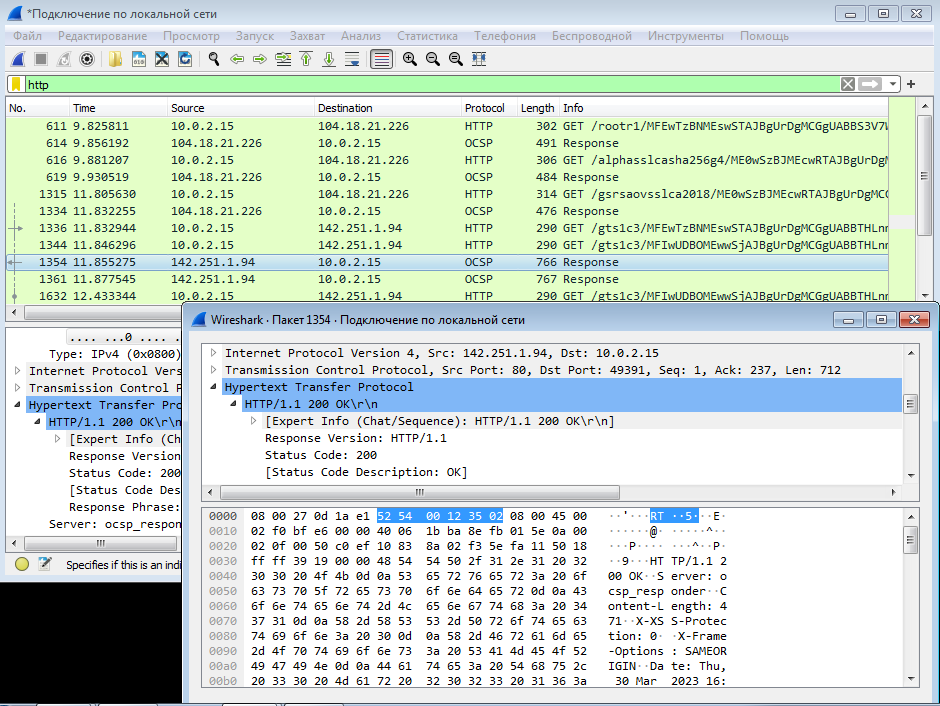 *Подключение по локальной сети
Файл Редактирование Просмотр Запуск Захват Анализ Статистика Телефония Беспроводной Инструменты Помощь
http
No. Time Source Destination Protocol Length Info
611 9.825811 10.0.2.15 104.18.21.226 HTTP 302 GET /rootr1/MFEwTzBNMEswSTAJBgUrDgMCGgUABBS3V7W
614 9.856192 104.18.21.226 10.0.2.15 OCSP 491 Response
616 9.881207 10.0.2.15 104.18.21.226 HTTP 306 GET /alphasslcasha256g4/ME0wSzBJMEcwRTAJBgUrDgM
619 9.930519 104.18.21.226 10.0.2.15 OCSP 484 Response
1315 11.805630 10.0.2.15 104.18.21.226 HTTP 314 GET /gsrsaovsslca2018/ME0wSzBJMEcwRTAJBgUrDgMCG
1334 11.832255 104.18.21.226 10.0.2.15 OCSP 476 Response
1336 11.832944 10.0.2.15 142.251.1.94 HTTP 290 GET /gts1c3/MFEwTzBNMEswSTAJBgUrDgMCGgUABBTHLnm
1344 11.846296 10.0.2.15 142.251.1.94 HTTP 290 GET /gts1c3/MFIwUDBOMEwwSjAJBgUrDgMCGgUABBTHLnm
1354 11.855275 142.251.1.94 10.0.2.15 OCSP 766 Response
1361 11.877545 142.251.1.94 10.0.2.15 OCSP 767 Response
1632 12.433344 10.0.2.15 142.251.1.94 HTTP 290 GET /gts1c3/MFIwUDBOMEwwSjAJBgUrDgMCGgUABBTHLnm
.... ...0 .... .
Type: IPv4 (0x0800)
Internet Protocol Vers
Transmission Control P
Hypertext Transfer Pro
HTTP/1.1 200 OK\r\n
[Expert Info (Ch
Response Version
Status Code: 200
[Status Code Des
Response Phrase:
Server: ocsp_respon
Specifies if this is an indi
Wireshark · Пакет 1354 · Подключение по локальной сети
Internet Protocol Version 4, Src: 142.251.1.94, Dst: 10.0.2.15
Transmission Control Protocol, Src Port: 80, Dst Port: 49391, Seq: 1, Ack: 237, Len: 712
Hypertext Transfer Protocol
HTTP/1.1 200 OK\r\n
[Expert Info (Chat/Sequence): HTTP/1.1 200 OK\r\n]
Response Version: HTTP/1.1
Status Code: 200
[Status Code Description: OK]
0000 08 00 27 0d 1a e1 52 54 00 12 35 02 08 00 45 00 ··'···RT ··5···E·
0010 02 f0 bf e6 00 00 40 06 1b ba 8e fb 01 5e 0a 00 ······@· ·····^··
0020 02 0f 00 50 c0 ef 10 83 8a 02 f3 5e fa 11 50 18 ···P···· ···^··P·
0030 ff ff 39 19 00 00 48 54 54 50 2f 31 2e 31 20 32 ··9···HT TP/1.1 2
0040 30 30 20 4f 4b 0d 0a 53 65 72 76 65 72 3a 20 6f 00 OK··S erver: o
0050 63 73 70 5f 72 65 73 70 6f 6e 64 65 72 0d 0a 43 csp_resp onder··C
0060 6f 6e 74 65 6e 74 2d 4c 65 6e 67 74 68 3a 20 34 ontent-L ength: 4
0070 37 31 0d 0a 58 2d 58 53 53 2d 50 72 6f 74 65 63 71··X-XS S-Protec
0080 74 69 6f 6e 3a 20 30 0d 0a 58 2d 46 72 61 6d 65 tion: 0· ·X-Frame
0090 2d 4f 70 74 69 6f 6e 73 3a 20 53 41 4d 45 4f 52 -Options : SAMEOR
00a0 49 47 49 4e 0d 0a 44 61 74 65 3a 20 54 68 75 2c IGIN··Da te: Thu,
00b0 20 33 30 20 4d 61 72 20 32 30 32 33 20 31 36 3a 30 Mar 2023 16: